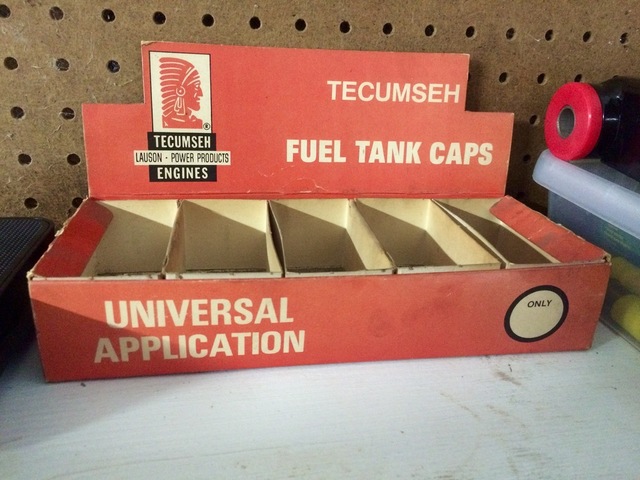 TECUMSEH
FUEL TANK CAPS
®
TECUMSEH
LAUSON · POWER PRODUCTS
ENGINES
UNIVERSAL
APPLICATION
ONLY